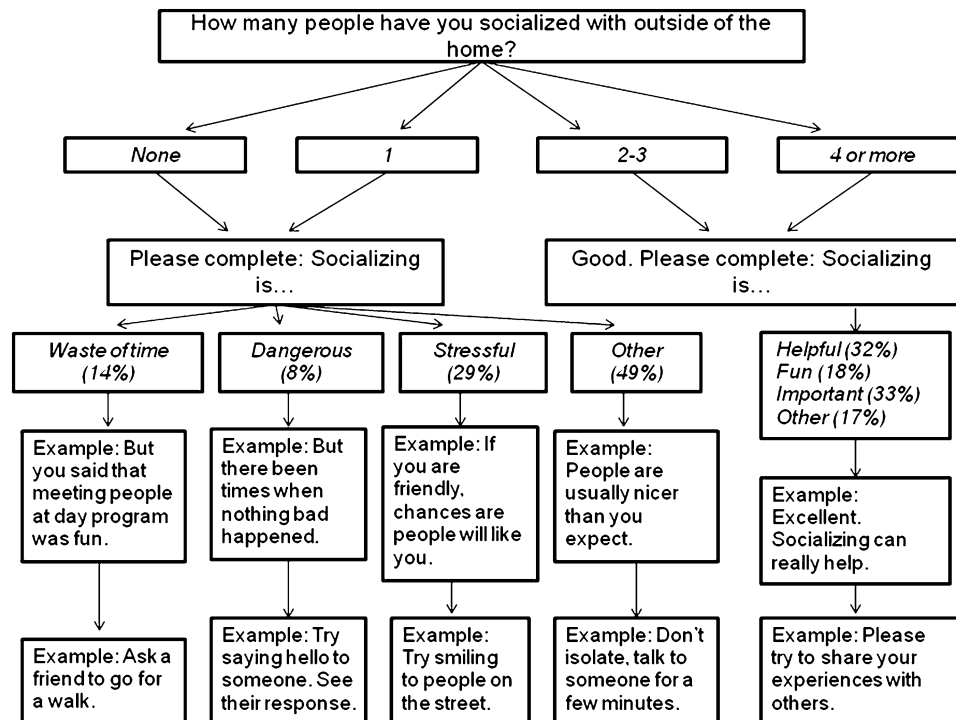 How many people have you socialized with outside of the
home?
None
1
2-3
4 or more
Please complete: Socializing
is…
Good. Please complete: Socializing
is…
Waste of time
(14%)
Dangerous
(8%)
Stressful
(29%)
Other
(49%)
Helpful (32%)
Fun (18%)
Important (33%)
Other (17%)
Example: But
you said that
meeting people
at day program
was fun.
Example: But
there been
times when
nothing bad
happened.
Example: If
you are
friendly,
chances are
people will like
you.
Example:
People are
usually nicer
than you
expect.
Example:
Excellent.
Socializing can
really help.
Example: Ask a
friend to go for
a walk.
Example: Try
saying hello to
someone. See
their response.
Example:
Try smiling
to people on
the street.
Example: Don't
isolate, talk to
someone for a
few minutes.
Example: Please
try to share your
experiences with
others.